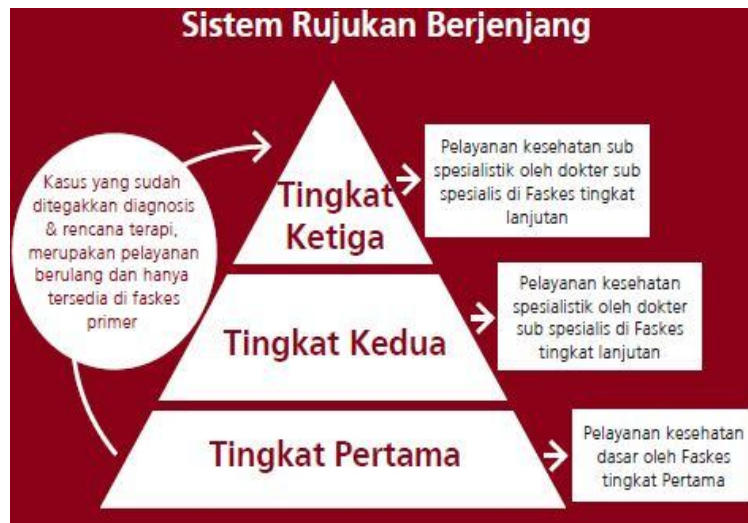 Sistem Rujukan Berjenjang
Kasus yang sudah
ditegakkan diagnosis
& rencana terapi,
merupakan pelayanan
berulang dan hanya
tersedia di faskes
primer
Tingkat
Ketiga
Pelayanan kesehatan sub
spesialistik oleh dokter sub
spesialis di Faskes tingkat
lanjutan
Tingkat Kedua
Pelayanan kesehatan
spesialistik oleh dokter
sub spesialis di Faskes
tingkat lanjutan
Tingkat Pertama
Pelayanan kesehatan
dasar oleh Faskes
tingkat Pertama